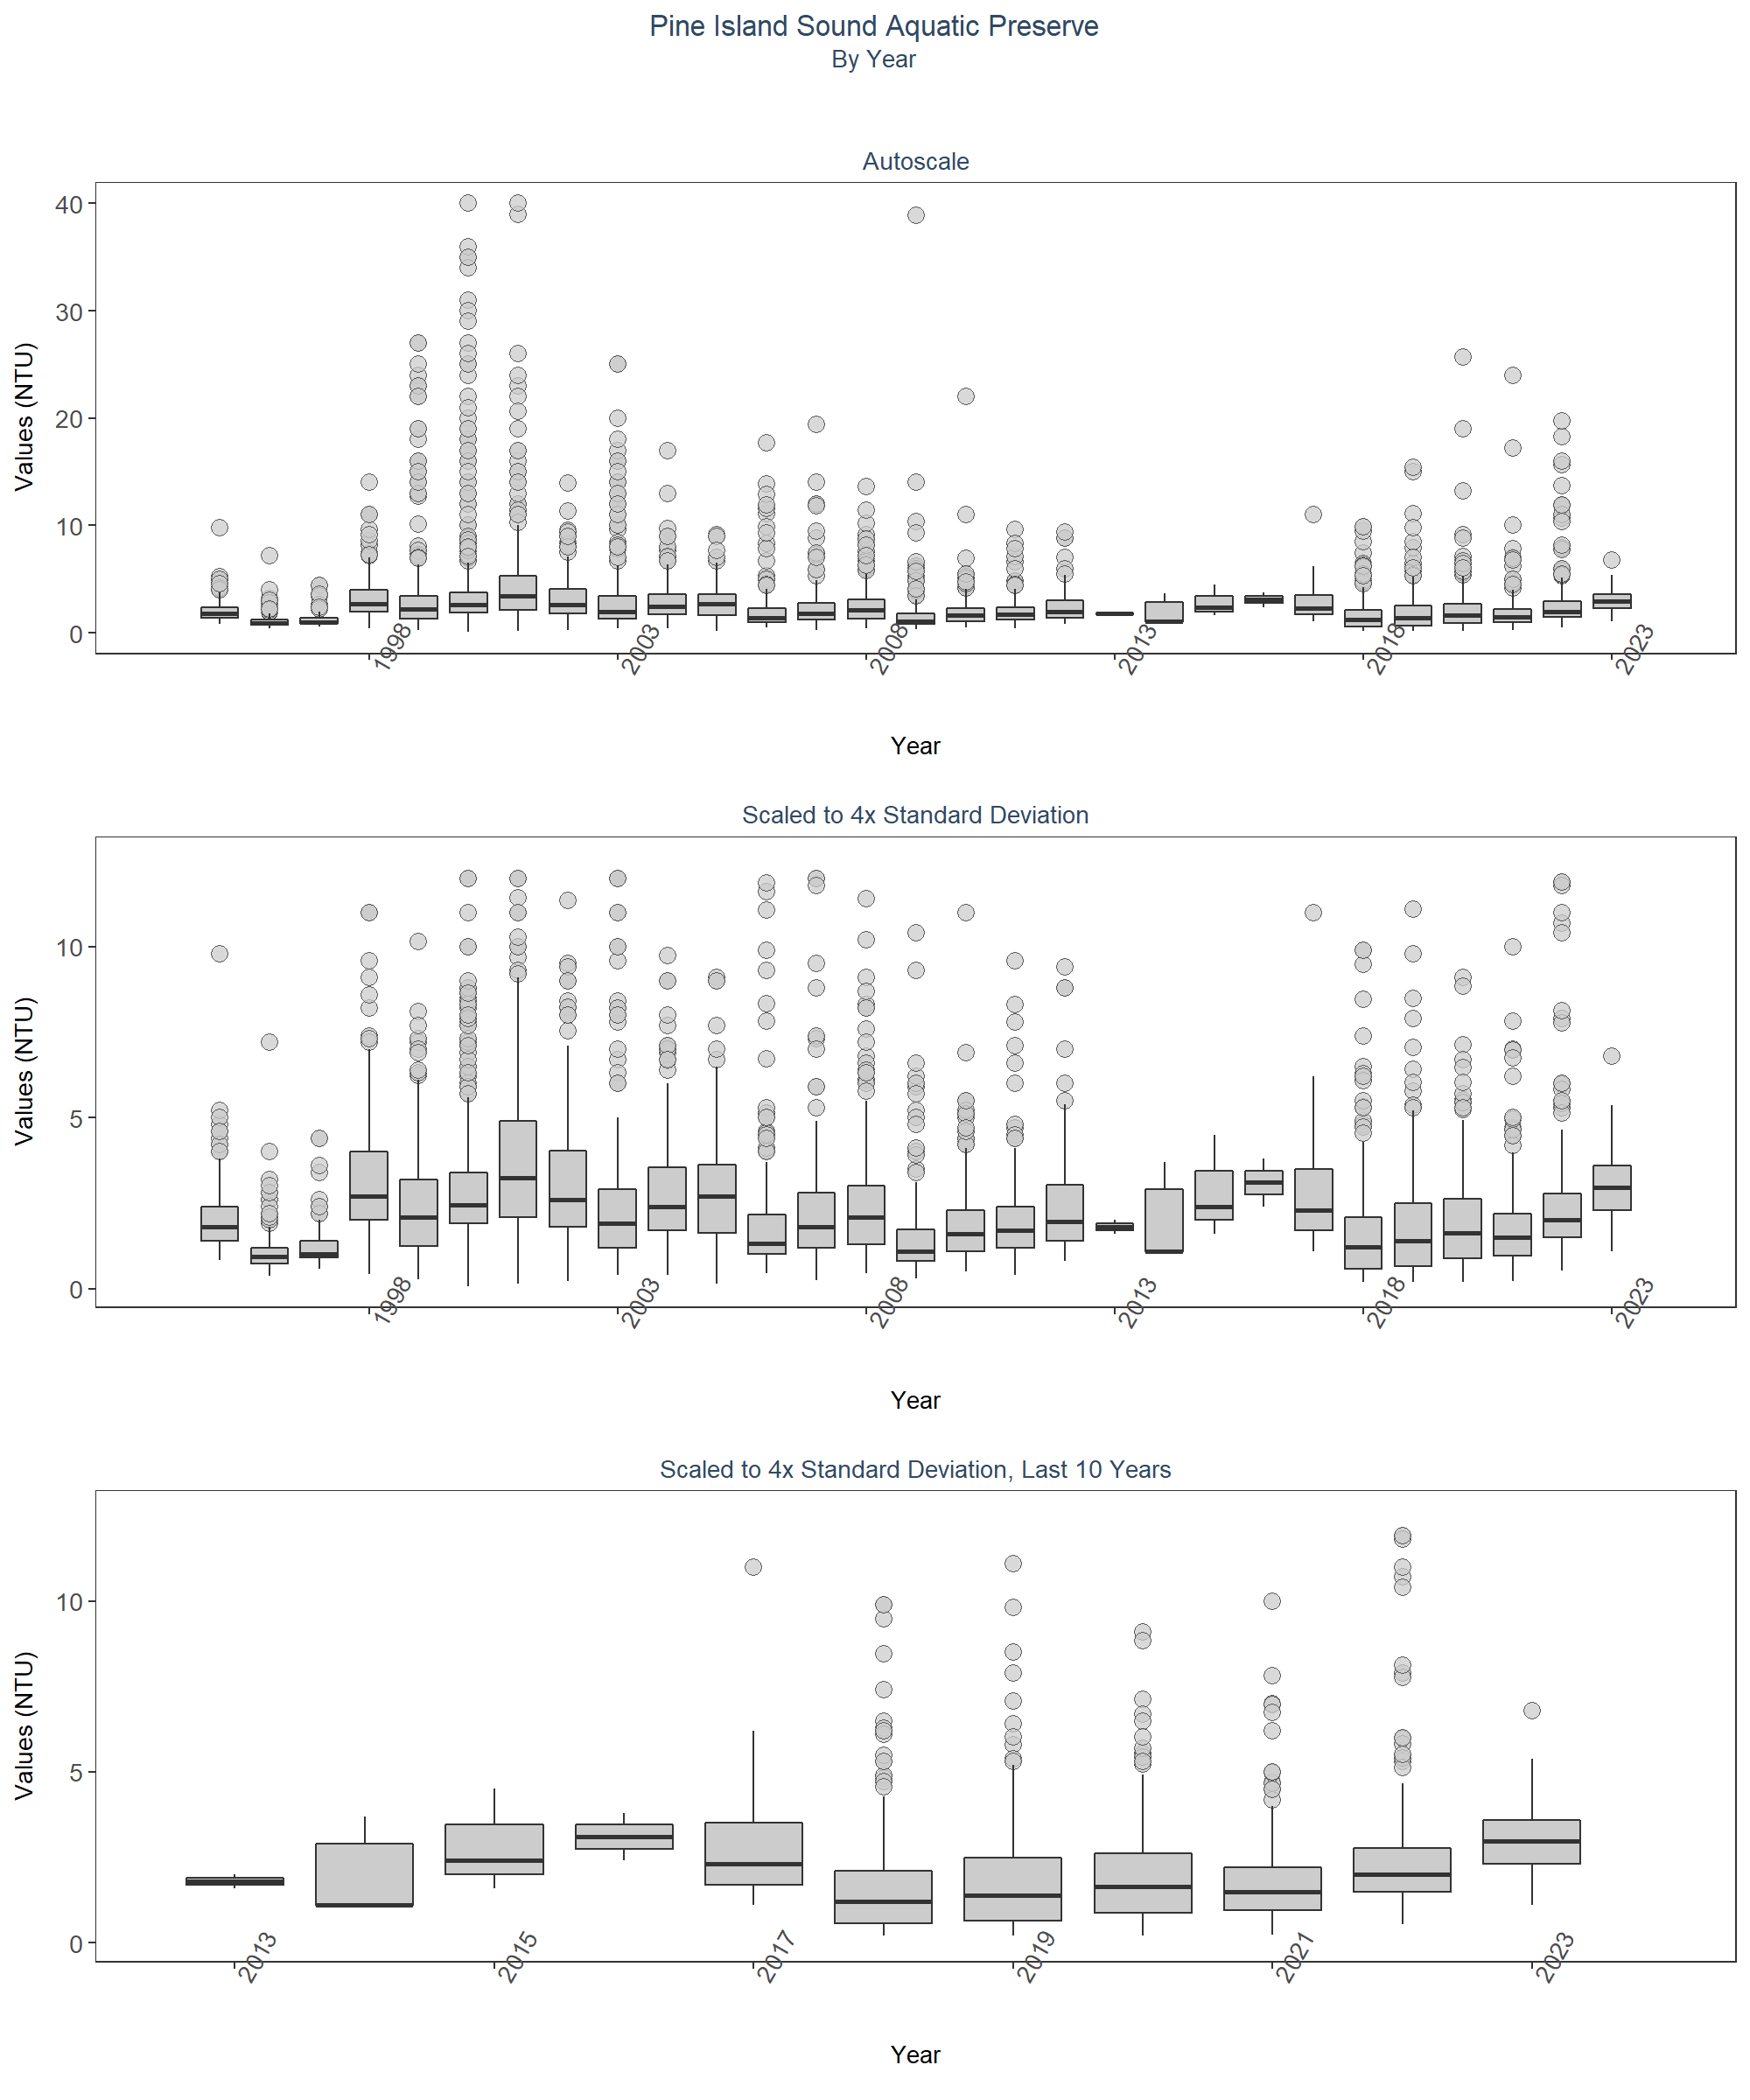 Pine Island Sound Aquatic Preserve
By Year
Autoscale
Values (NTU)
40
30
20
10
0
1998
2003
2008
2013
2018
2023
Year
Scaled to 4x Standard Deviation
Values (NTU)
10
5
0
1998
2003
2008
2013
2018
2023
Year
Scaled to 4x Standard Deviation, Last 10 Years
Values (NTU)
10
5
0
2013
2015
2017
2019
2021
2023
Year